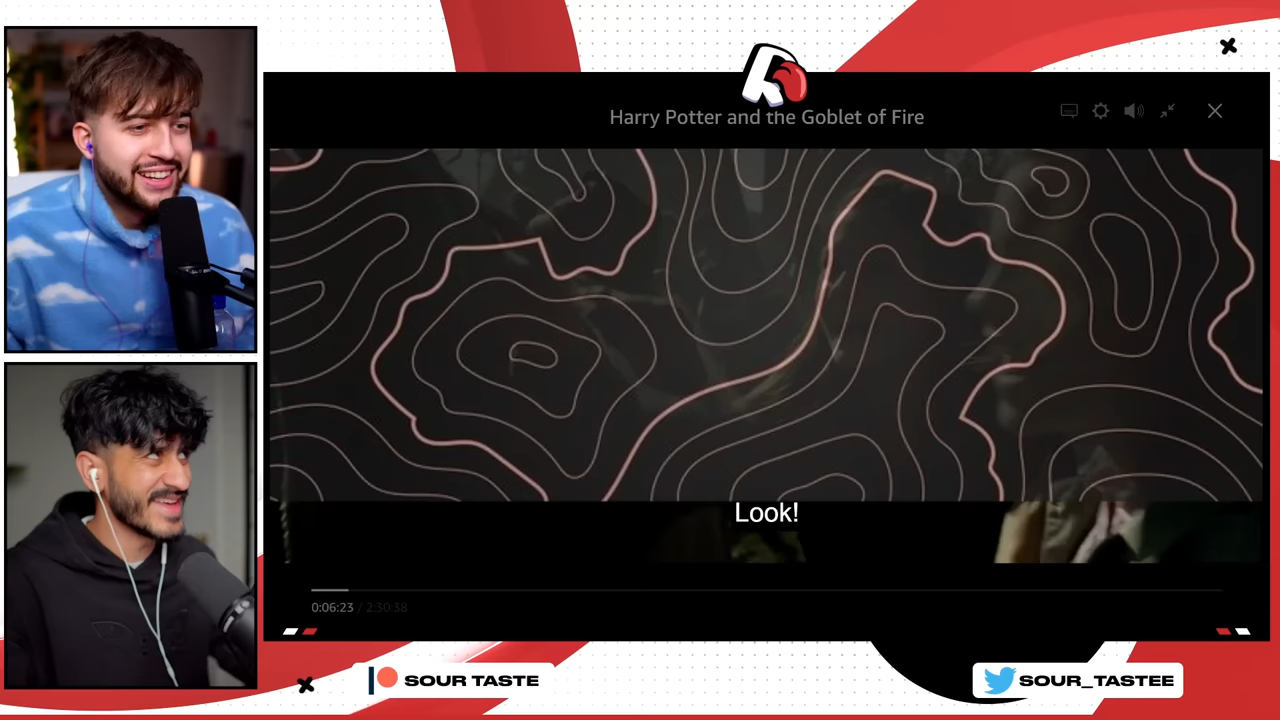 Harry Potter and the Goblet of Fire
Look!
0:06:23 / 2:30:38
SOUR TASTE
SOUR_TASTEE